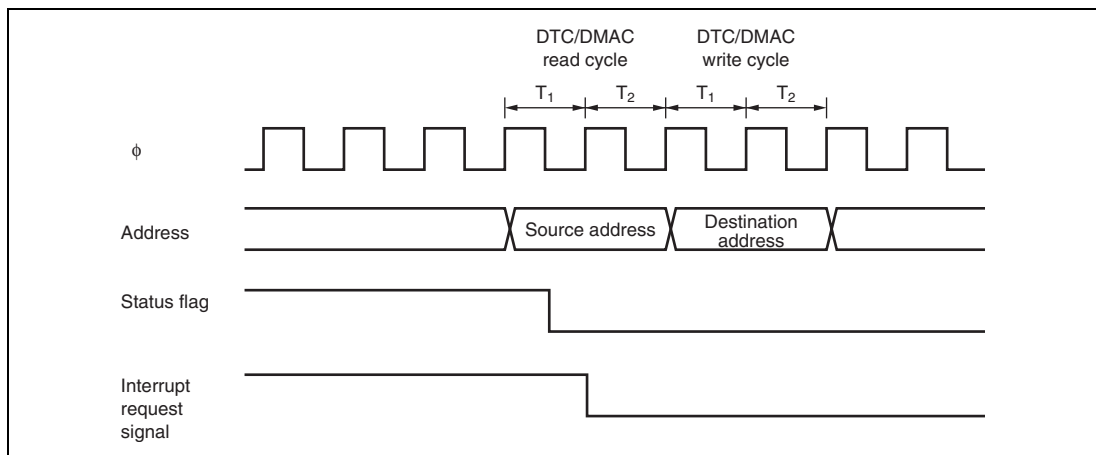 DTC/DMAC DTC/DMAC
read cycle write cycle
T₁ T₂ T₁ T₂
ϕ
Address
Source address
Destination
address
Status flag
Interrupt
request
signal